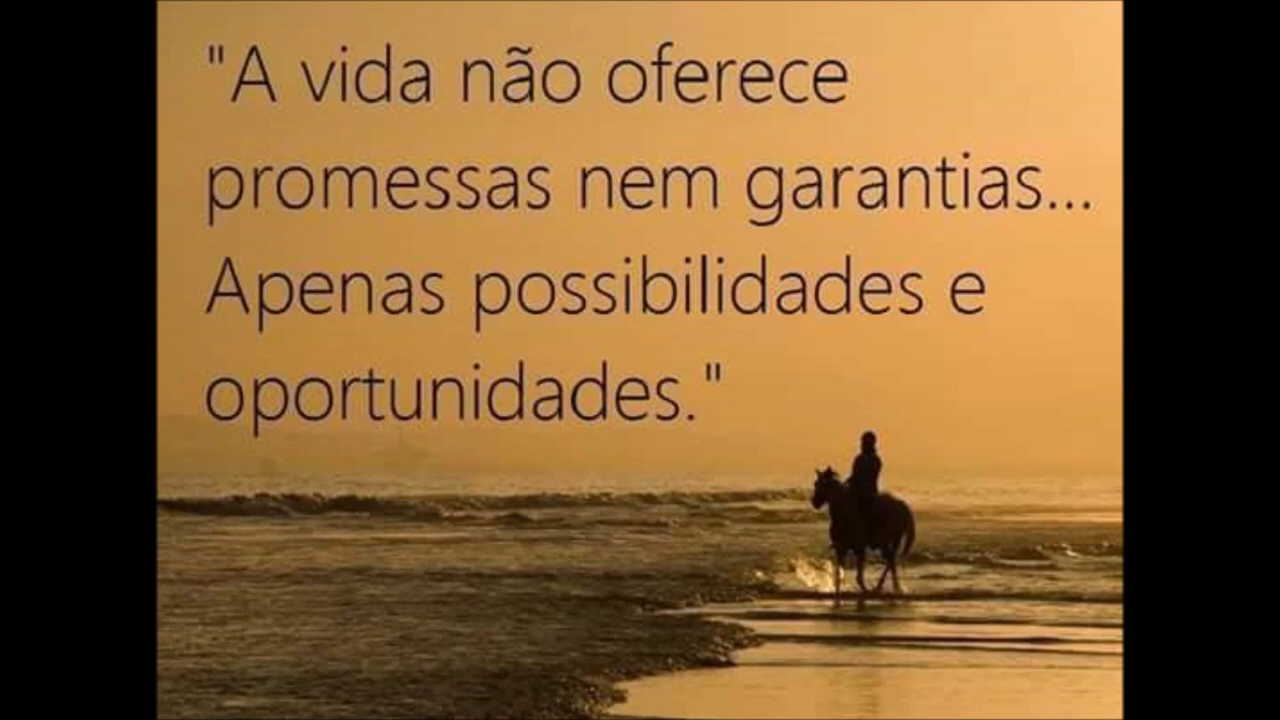 "A vida não oferece
promessas nem garantias...
Apenas possibilidades e
oportunidades."